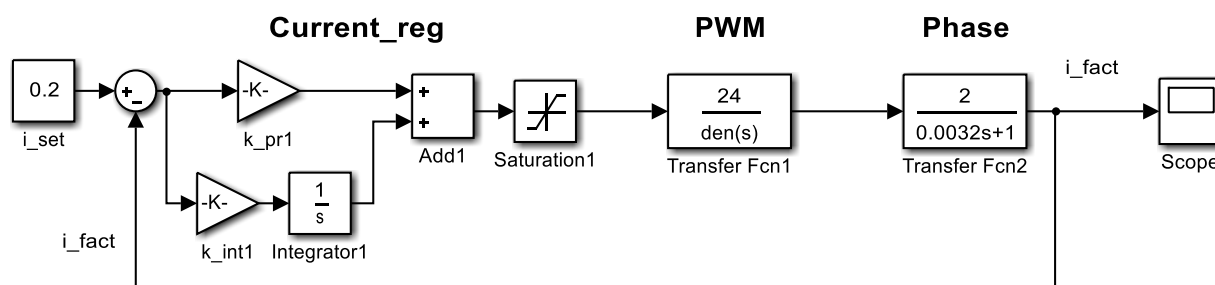 Current_reg
PWM
Phase
i_fact
0.2
+
-
-K-
+
+
24
den(s)
2
0.0032s+1
i_set
k_pr1
Add1
Saturation1
Transfer Fcn1
Transfer Fcn2
Scope
-K-
1
s
i_fact
k_int1
Integrator1